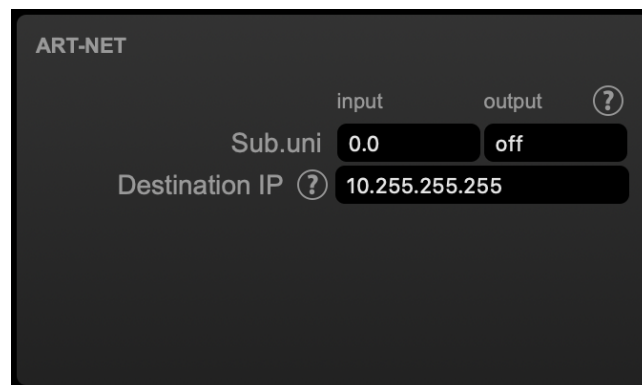 ART-NET
input output ?
Sub.uni 0.0 off
Destination IP ? 10.255.255.255